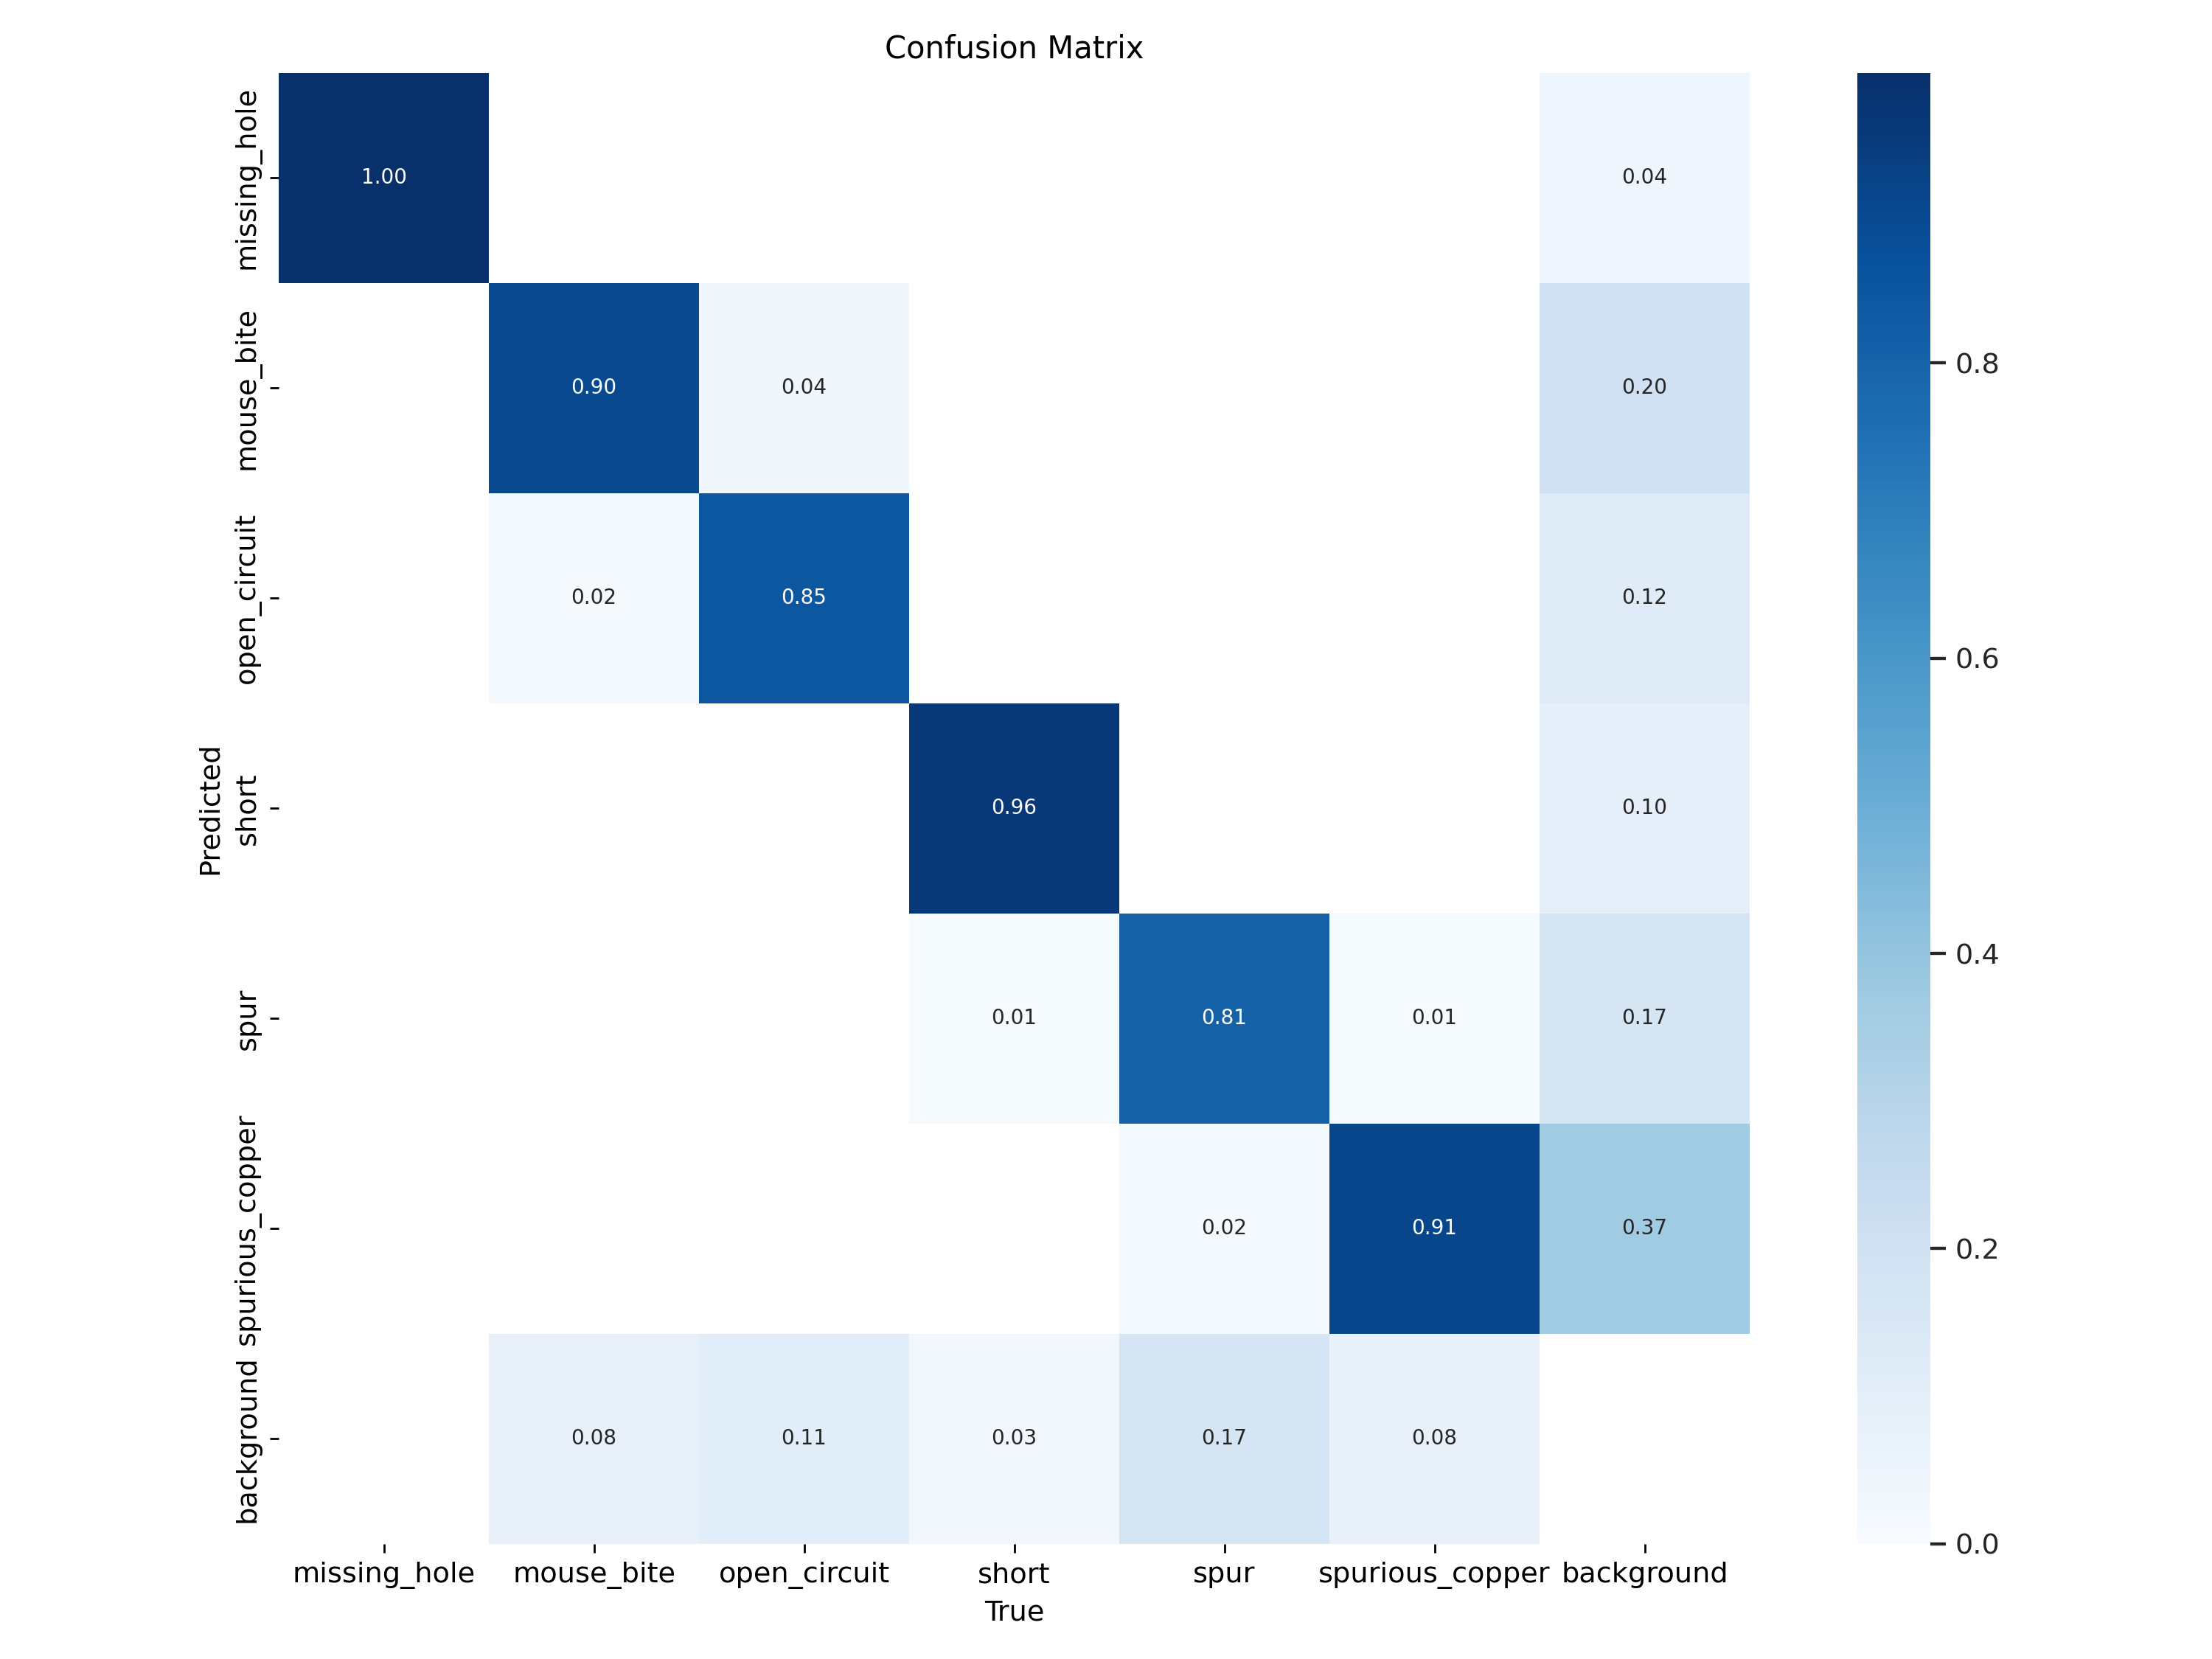 Confusion Matrix
missing_hole
1.00
0.04
mouse_bite
0.90
0.04
0.20
0.8
open_circuit
0.02
0.85
0.12
0.6
Predicted
short
0.96
0.10
0.4
spur
0.01
0.81
0.01
0.17
spurious_copper
0.02
0.91
0.37
0.2
background
0.08
0.11
0.03
0.17
0.08
0.0
missing_hole
mouse_bite
open_circuit
short
spur
spurious_copper
background
True